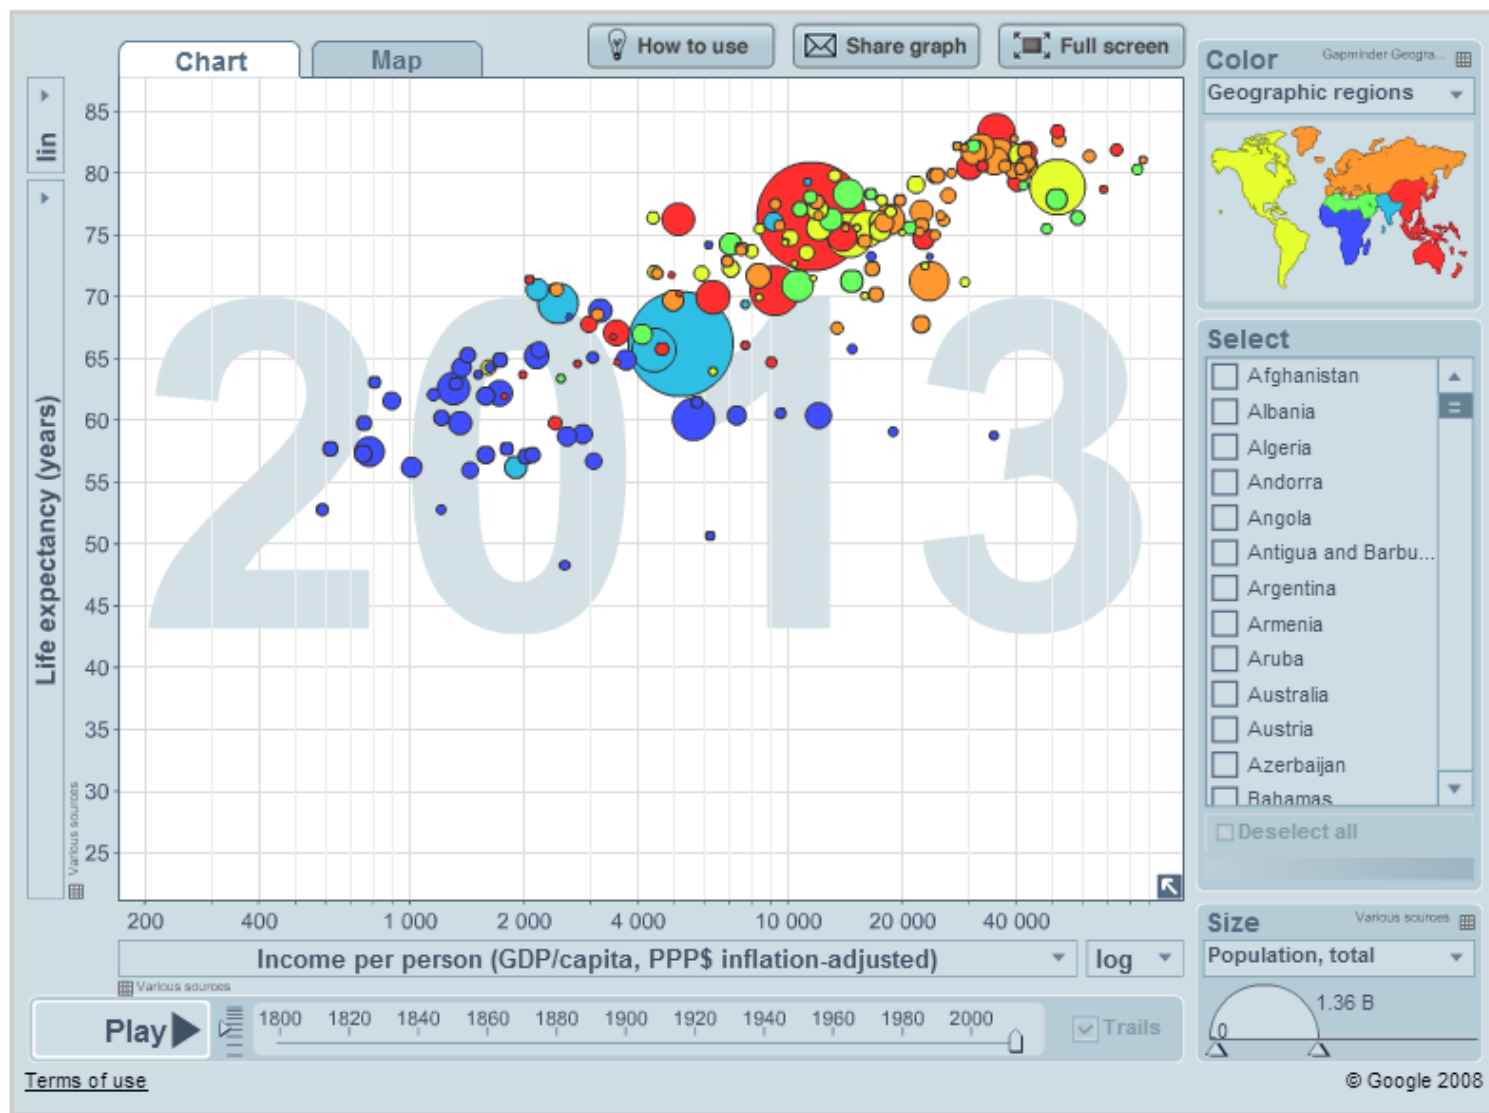 Chart
Map
How to use
Share graph
Full screen
lin
Life expectancy (years)
Various sources
85
80
75
70
65
60
55
50
45
40
35
30
25
2013
200
400
1 000
2 000
4 000
10 000
20 000
40 000
Income per person (GDP/capita, PPP$ inflation-adjusted)
log
Various sources
Play
1800
1820
1840
1860
1880
1900
1920
1940
1960
1980
2000
Trails
Color
Gapminder Geogra...
Geographic regions
Select
Afghanistan
Albania
Algeria
Andorra
Angola
Antigua and Barbu...
Argentina
Armenia
Aruba
Australia
Austria
Azerbaijan
Bahamas
Deselect all
Size
Various sources
Population, total
1.36 B
0
Terms of use
© Google 2008